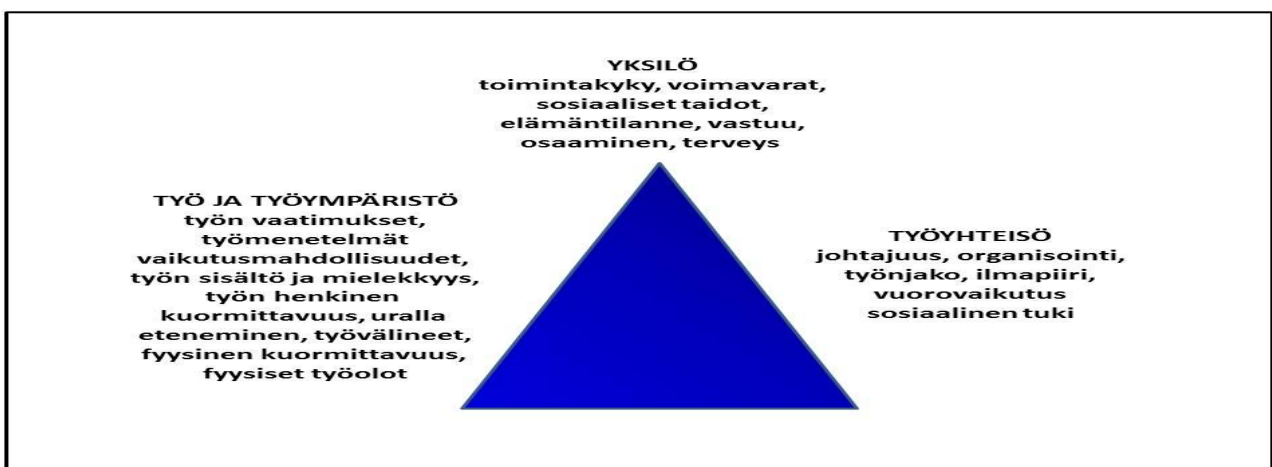 YKSILÖ
toimintakyky, voimavarat,
sosiaaliset taidot,
elämäntilanne, vastuu,
osaaminen, terveys
TYÖ JA TYÖYMPÄRISTÖ
työn vaatimukset,
työmenetelmät
vaikutusmahdollisuudet,
työn sisältö ja mielekkyys,
työn henkinen
kuormittavuus, uralla
eteneminen, työvälineet,
fyysinen kuormittavuus,
fyysiset työolot
TYÖYHTEISÖ
johtajuus, organisointi,
työnjako, ilmapiiri,
vuorovaikutus
sosiaalinen tuki